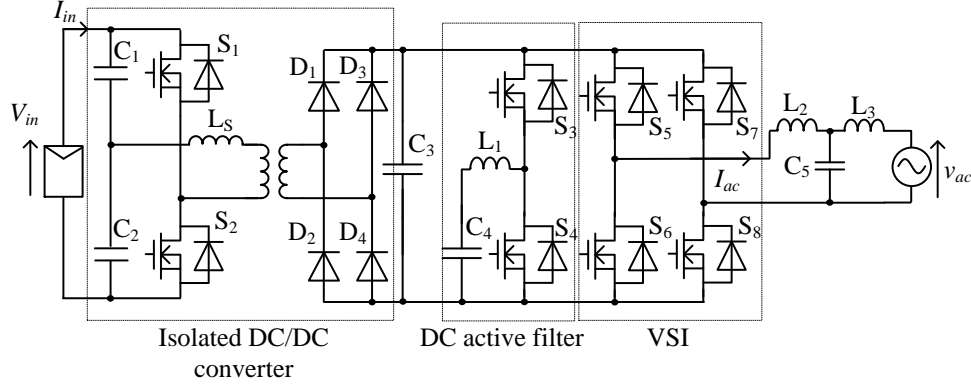 I_in
C_1
S_1
D_1
D_3
V_in
L_S
C_3
L_1
S_3
S_5
S_7
L_2
L_3
C_5
I_ac
v_ac
C_2
S_2
D_2
D_4
C_4
S_4
S_6
S_8
Isolated DC/DC
converter
DC active filter
VSI